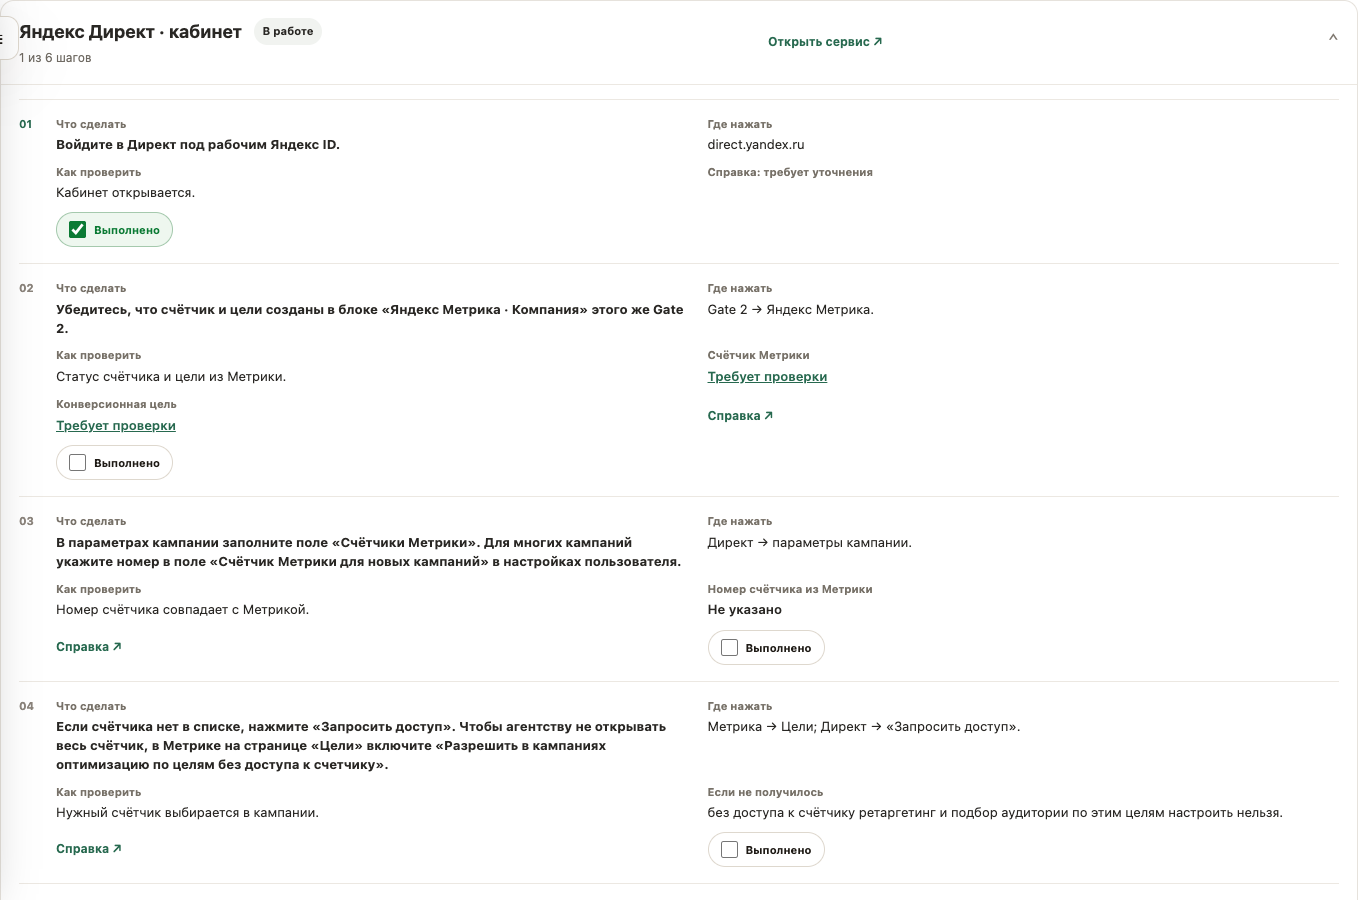 Яндекс Директ · кабинет
В работе
1 из 6 шагов
Открыть сервис ↗
01
Что сделать
Войдите в Директ под рабочим Яндекс ID.
Где нажать
direct.yandex.ru
Как проверить
Кабинет открывается.
Справка: требует уточнения
Выполнено
02
Что сделать
Убедитесь, что счётчик и цели созданы в блоке «Яндекс Метрика · Компания» этого же Gate
2.
Где нажать
Gate 2 → Яндекс Метрика.
Как проверить
Статус счётчика и цели из Метрики.
Счётчик Метрики
Требует проверки
Конверсионная цель
Требует проверки
Справка ↗
Выполнено
03
Что сделать
В параметрах кампании заполните поле «Счётчики Метрики». Для многих кампаний
укажите номер в поле «Счётчик Метрики для новых кампаний» в настройках пользователя.
Где нажать
Директ → параметры кампании.
Как проверить
Номер счётчика совпадает с Метрикой.
Номер счётчика из Метрики
Не указано
Справка ↗
Выполнено
04
Что сделать
Если счётчика нет в списке, нажмите «Запросить доступ». Чтобы агентству не открывать
весь счётчик, в Метрике на странице «Цели» включите «Разрешить в кампаниях
оптимизацию по целям без доступа к счетчику».
Где нажать
Метрика → Цели; Директ → «Запросить доступ».
Как проверить
Нужный счётчик выбирается в кампании.
Если не получилось
без доступа к счётчику ретаргетинг и подбор аудитории по этим целям настроить нельзя.
Справка ↗
Выполнено